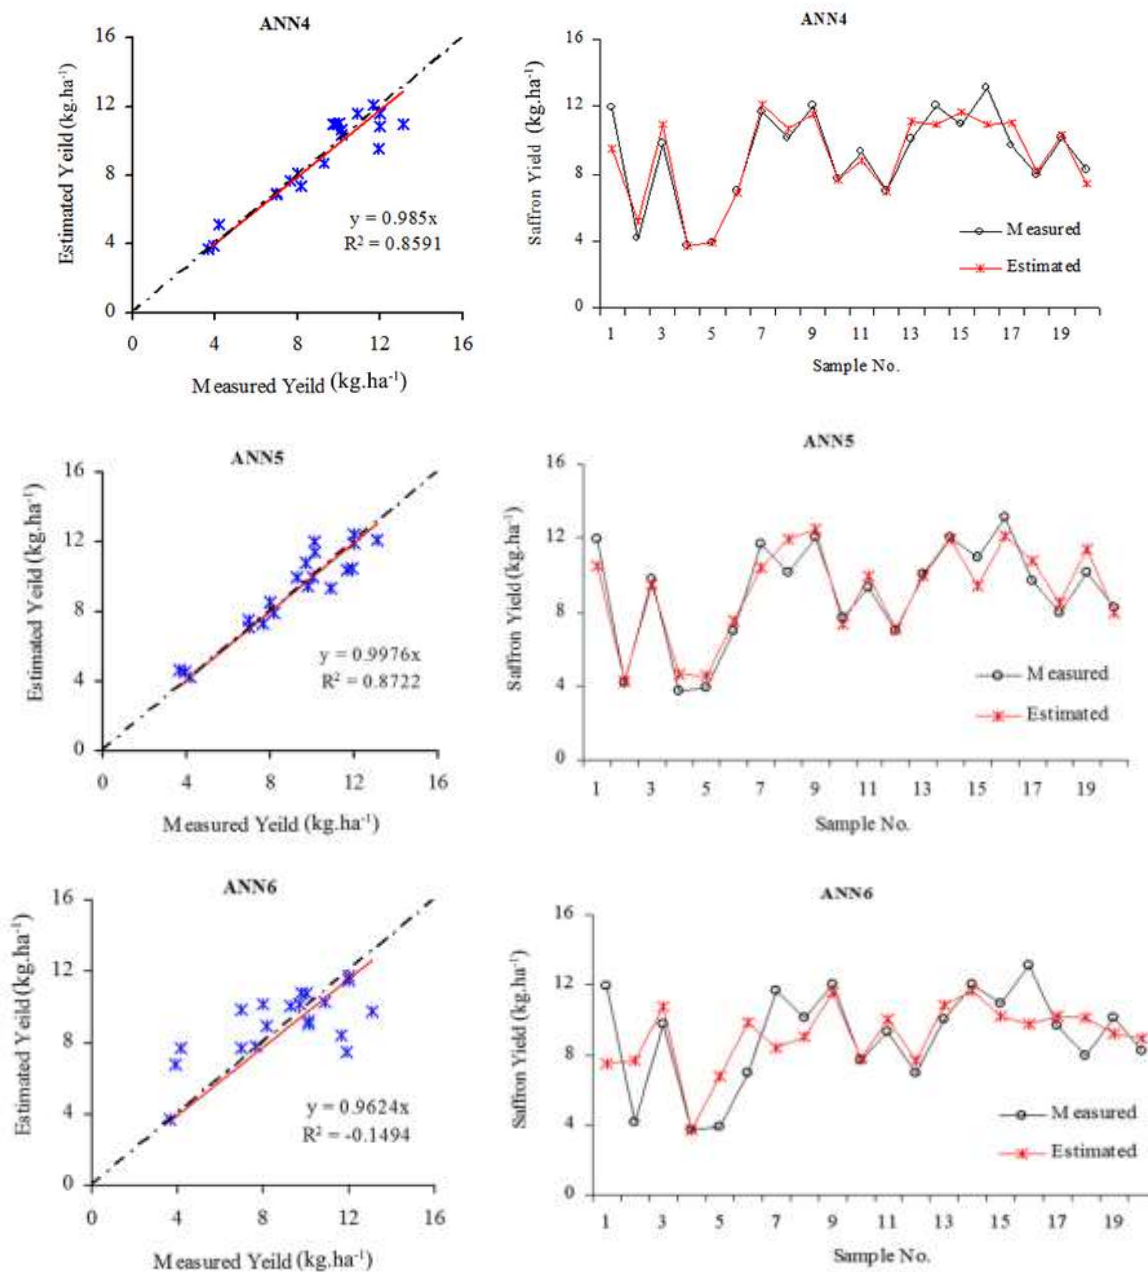 ANN4
16
12
8
4
0
Estimated Yeild (kg.ha⁻¹)
y = 0.985x
R² = 0.8591
0 4 8 12 16
Measured Yeild (kg.ha⁻¹)
ANN4
16
12
8
4
0
Saffron Yield (kg.ha⁻¹)
Measured
Estimated
1 3 5 7 9 11 13 15 17 19
Sample No.
ANN5
16
12
8
4
0
Estimated Yeild (kg.ha⁻¹)
y = 0.9976x
R² = 0.8722
0 4 8 12 16
Measured Yeild (kg.ha⁻¹)
ANN5
16
12
8
4
0
Saffron Yield (kg.ha⁻¹)
Measured
Estimated
1 3 5 7 9 11 13 15 17 19
Sample No.
ANN6
16
12
8
4
0
Estimated Yeild (kg.ha⁻¹)
y = 0.9624x
R² = -0.1494
0 4 8 12 16
Measured Yeild (kg.ha⁻¹)
ANN6
16
12
8
4
0
Saffron Yield (kg.ha⁻¹)
Measured
Estimated
1 3 5 7 9 11 13 15 17 19
Sample No.